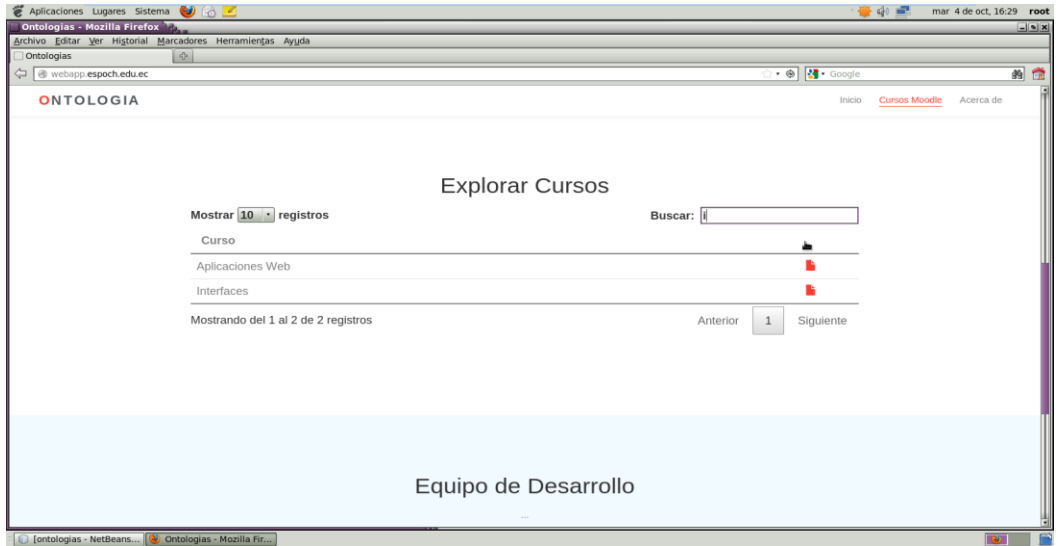 Aplicaciones Lugares Sistema mar 4 de oct, 16:29 root
Ontologias - Mozilla Firefox
Archivo Editar Ver Historial Marcadores Herramientas Ayuda
Ontologias
webapp.espoch.edu.ec Google
ONTOLOGIA Inicio Cursos Moodle Acerca de
Explorar Cursos
Mostrar 10 registros Buscar: i
Curso
Aplicaciones Web
Interfaces
Mostrando del 1 al 2 de 2 registros Anterior 1 Siguiente
Equipo de Desarrollo
...
[ontologias - NetBeans... Ontologias - Mozilla Fir...